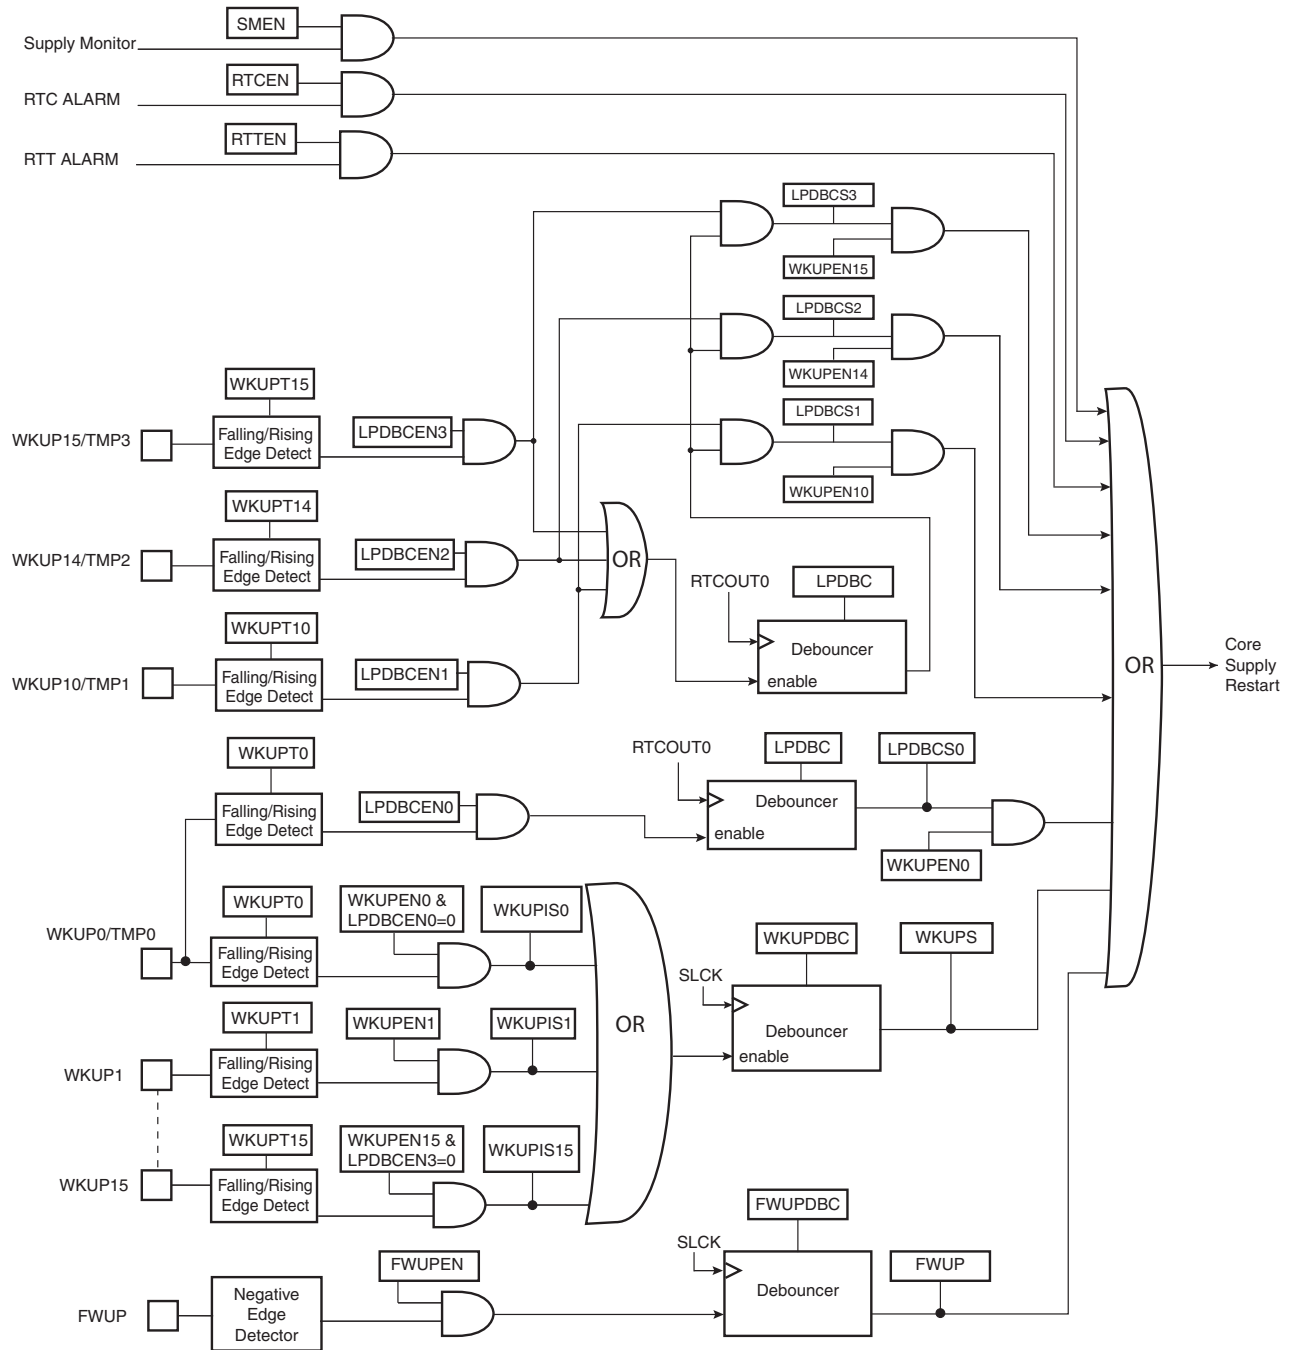 SMEN
Supply Monitor
RTCEN
RTC ALARM
RTTEN
RTT ALARM
LPDBCS3
WKUPEN15
LPDBCS2
WKUPEN14
LPDBCS1
WKUPEN10
WKUPT15
WKUP15/TMP3
Falling/Rising
Edge Detect
LPDBCEN3
WKUPT14
WKUP14/TMP2
Falling/Rising
Edge Detect
LPDBCEN2
OR
RTCOUT0
LPDBC
Debouncer
enable
WKUPT10
WKUP10/TMP1
Falling/Rising
Edge Detect
LPDBCEN1
OR
Core
Supply
Restart
WKUPT0
Falling/Rising
Edge Detect
LPDBCEN0
RTCOUT0
LPDBC
Debouncer
enable
LPDBCS0
WKUPEN0
WKUP0/TMP0
WKUPT0
Falling/Rising
Edge Detect
WKUPEN0 &
LPDBCEN0=0
WKUPIS0
WKUPT1
WKUP1
Falling/Rising
Edge Detect
WKUPEN1
WKUPIS1
OR
SLCK
WKUPDBC
Debouncer
enable
WKUPS
WKUPT15
WKUP15
Falling/Rising
Edge Detect
WKUPEN15 &
LPDBCEN3=0
WKUPIS15
FWUP
Negative
Edge
Detector
FWUPEN
SLCK
FWUPDBC
Debouncer
FWUP